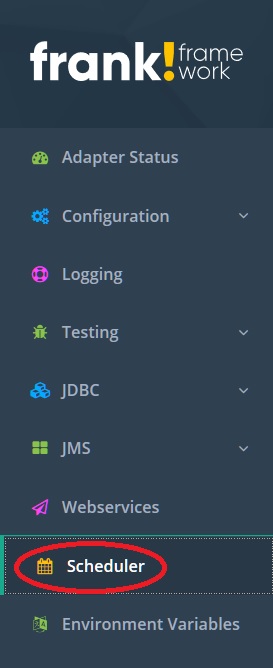 frank!frame
work
Adapter Status
Configuration
Logging
Testing
JDBC
JMS
Webservices
Scheduler
Environment Variables